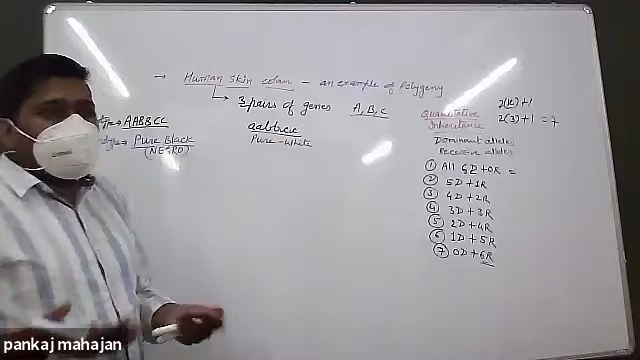 → Human skin colour - an example of Polygeny
3 pairs of genes A, B, C
AABBCC
Pure Black
(NEGRO)
aabbcc
Pure - White
Quantitative
Inheritance
2(n)+1
2(3)+1 = 7
Dominant alleles
Recessive alleles
① All 6D + 0R =
② 5D + 1R
③ 4D + 2R
④ 3D + 3R
⑤ 2D + 4R
⑥ 1D + 5R
⑦ 0D + 6R
pankaj mahajan